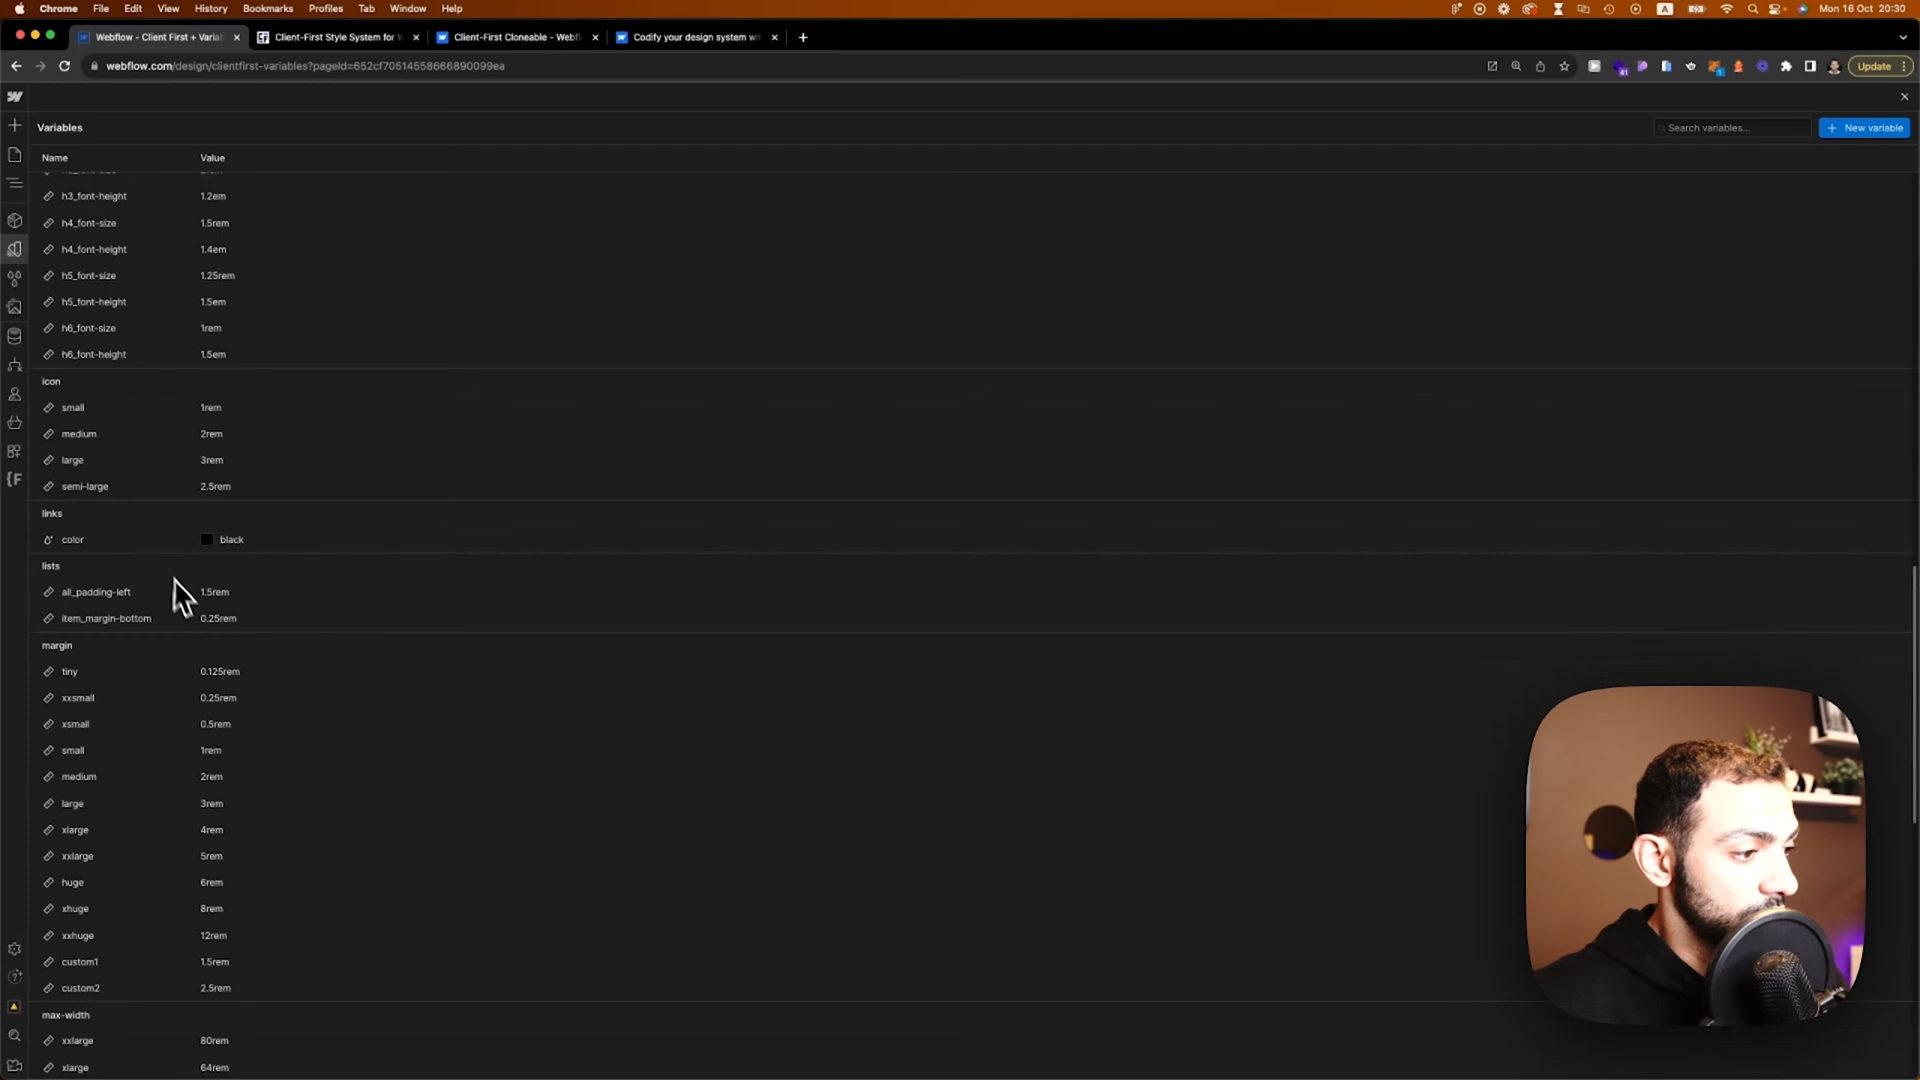 Chrome File Edit View History Bookmarks Profiles Tab Window Help
A
Mon 16 Oct 20:30
Webflow - Client First + Varia
Client-First Style System for
Client-First Cloneable - Webf
Codify your design system wi
webflow.com/design/clientfirst-variables?pageId=652cf70514558666890099ea
41
1
Update
Variables
Search variables...
New variable
Name Value
h3_font-height 1.2em
h4_font-size 1.5rem
h4_font-height 1.4em
h5_font-size 1.25rem
h5_font-height 1.5em
h6_font-size 1rem
h6_font-height 1.5em
icon
small 1rem
medium 2rem
large 3rem
semi-large 2.5rem
links
color black
lists
all_padding-left 1.5rem
item_margin-bottom 0.25rem
margin
tiny 0.125rem
xxsmall 0.25rem
xsmall 0.5rem
small 1rem
medium 2rem
large 3rem
xlarge 4rem
xxlarge 5rem
huge 6rem
xhuge 8rem
xxhuge 12rem
custom1 1.5rem
custom2 2.5rem
max-width
xxlarge 80rem
xlarge 64rem